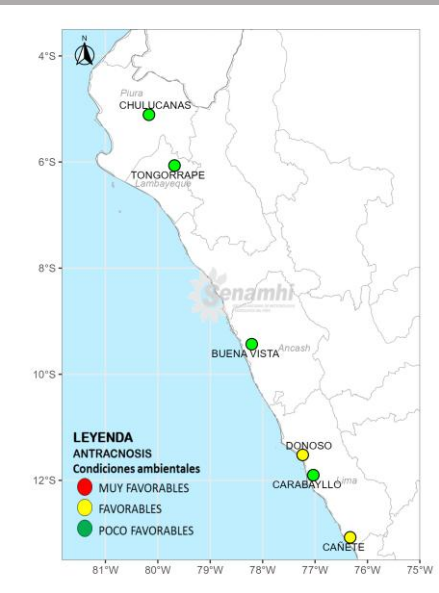 N
4°S
6°S
8°S
10°S
12°S
Piura
CHULUCANAS
TONGORRAPE
Lambayeque
Senamhi
BUENA VISTA
Ancash
DONOSO
CARABAYLLO
Lima
CAÑETE
LEYENDA
ANTRACNOSIS
Condiciones ambientales
MUY FAVORABLES
FAVORABLES
POCO FAVORABLES
81°W 80°W 79°W 78°W 77°W 76°W 75°W